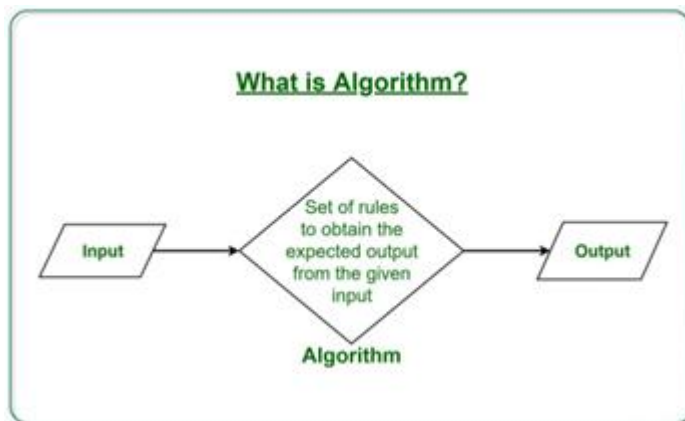 What is Algorithm?
Input
Set of rules
to obtain the
expected output
from the given
input
Output
Algorithm